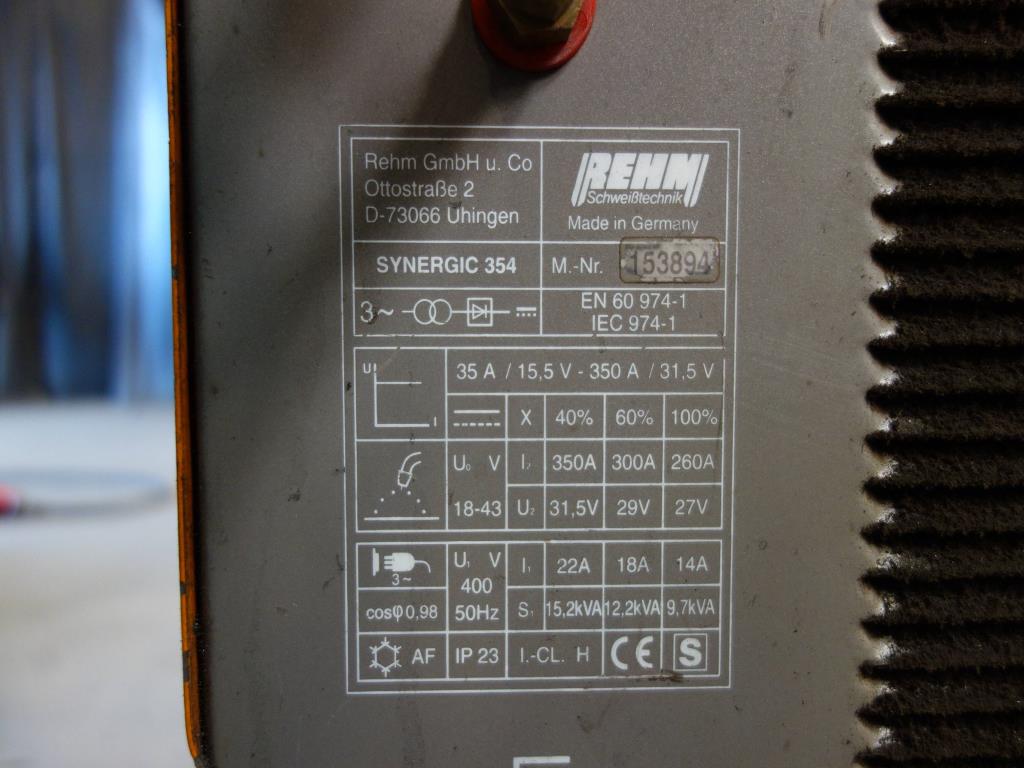 Rehm GmbH u. Co
Ottostraße 2
D-73066 Uhingen
REHM
Schweißtechnik
Made in Germany
SYNERGIC 354
M.-Nr. 153894
3~
EN 60 974-1
IEC 974-1
U
I
35 A / 15,5 V - 350 A / 31,5 V
X 40% 60% 100%
U₀ V
18-43
I₂ 350A 300A 260A
U₂ 31,5V 29V 27V
3~
U₁ V
400
50Hz
I₁ 22A 18A 14A
cosφ 0,98
S₁ 15,2kVA 12,2kVA 9,7kVA
AF IP 23 I.-CL. H CE S